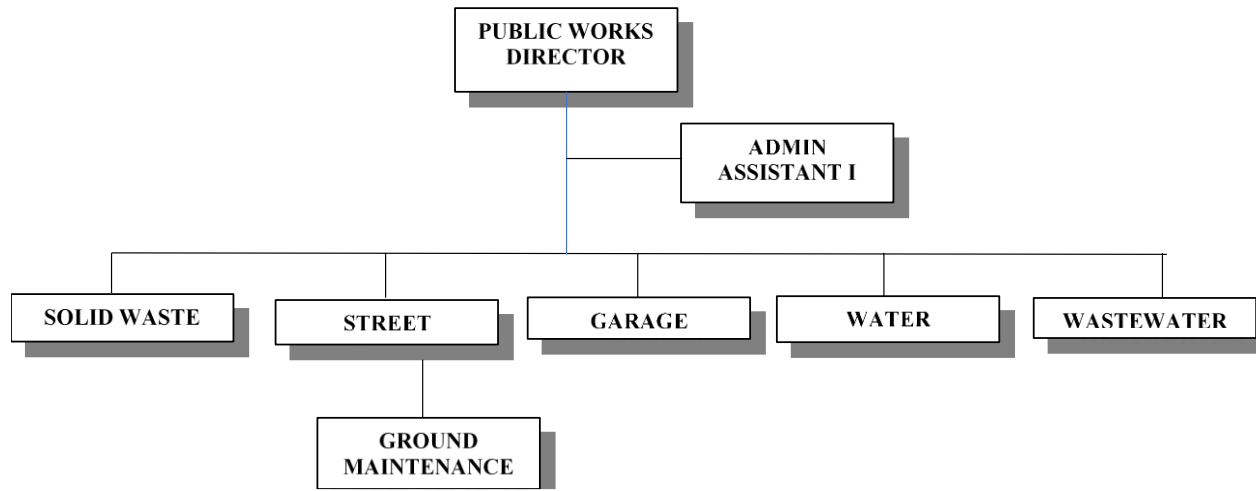 PUBLIC WORKS
DIRECTOR
ADMIN
ASSISTANT I
SOLID WASTE
STREET
GARAGE
WATER
WASTEWATER
GROUND
MAINTENANCE